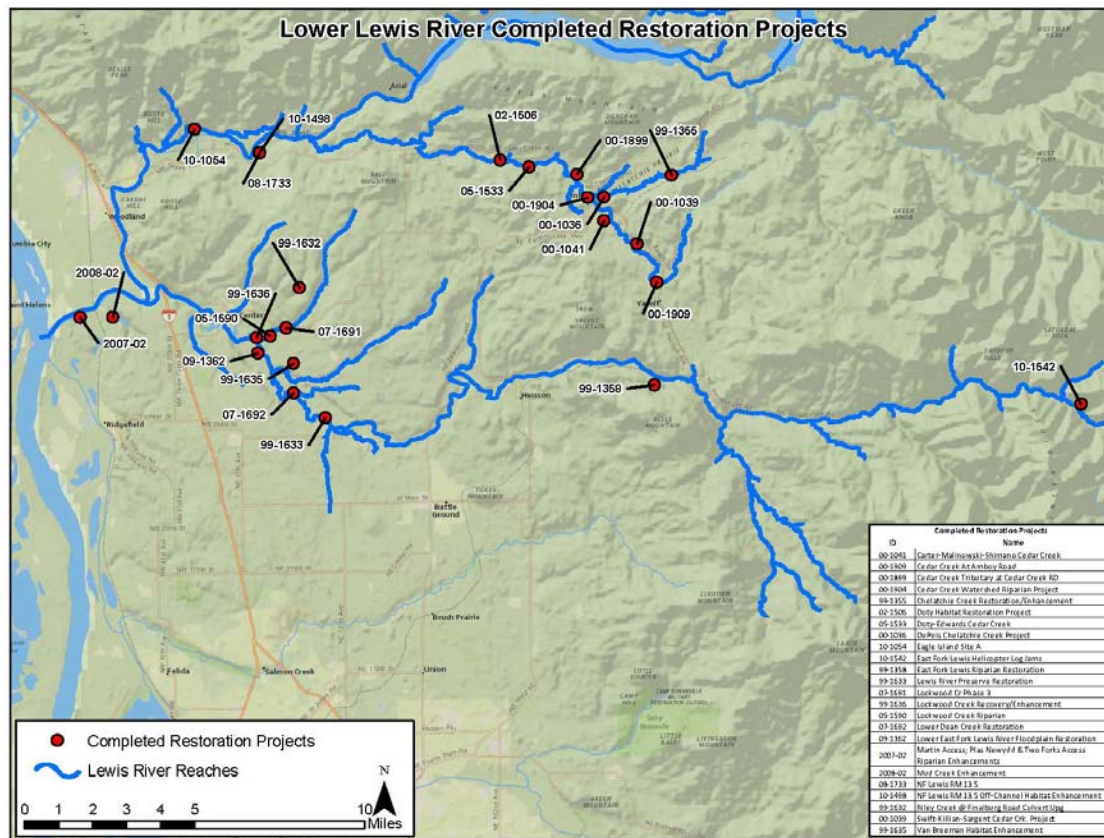 Lower Lewis River Completed Restoration Projects
Ariel
02-1506
10-1498
99-1355
00-1899
10-1054
08-1733
05-1533
00-1904
00-1039
00-1036
00-1041
Woodland
99-1632
2008-02
99-1636
05-1590
00-1909
07-1691
2007-02
09-1362
99-1635
99-1358
10-1542
Heisson
07-1692
Ridgefield
99-1633
Battle
Ground
Brush Prairie
Felida
Salmon Creek
Union
Completed Restoration Projects
Lewis River Reaches
N
0 1 2 3 4 5 10
Miles
Completed Restoration Projects
ID Name
00-1041 Carter-Malinowski-Shimano Cedar Creek
00-1909 Cedar Creek At Amboy Road
00-1899 Cedar Creek Tributary at Cedar Creek RD
00-1904 Cedar Creek Watershed Riparian Project
99-1355 Chelatchie Creek Restoration/Enhancement
02-1506 Doty Habitat Restoration Project
05-1533 Doty-Edwards Cedar Creek
00-1036 DuPuis Chelatchie Creek Project
10-1054 Eagle Island Site A
10-1542 East Fork Lewis Helicopter Log Jams
99-1358 East Fork Lewis Riparian Restoration
99-1633 Lewis River Preserve Restoration
07-1691 Lockwood Cr Phase 3
99-1636 Lockwood Creek Recovery/Enhancement
05-1590 Lockwood Creek Riparian
07-1692 Lower Dean Creek Restoration
09-1362 Lower East Fork Lewis River Floodplain Restoration
2007-02 Martin Access; Plas Newydd & Two Forks Access
Riparian Enhancements
2008-02 Mud Creek Enhancement
08-1733 NF Lewis RM 13.5
10-1498 NF Lewis RM 13.5 Off-Channel Habitat Enhancement
99-1632 Riley Creek @ Finalborg Road Culvert Upg
00-1039 Swift-Killian-Sargent Cedar Crk. Project
99-1635 Van Breeman Habitat Enhancement